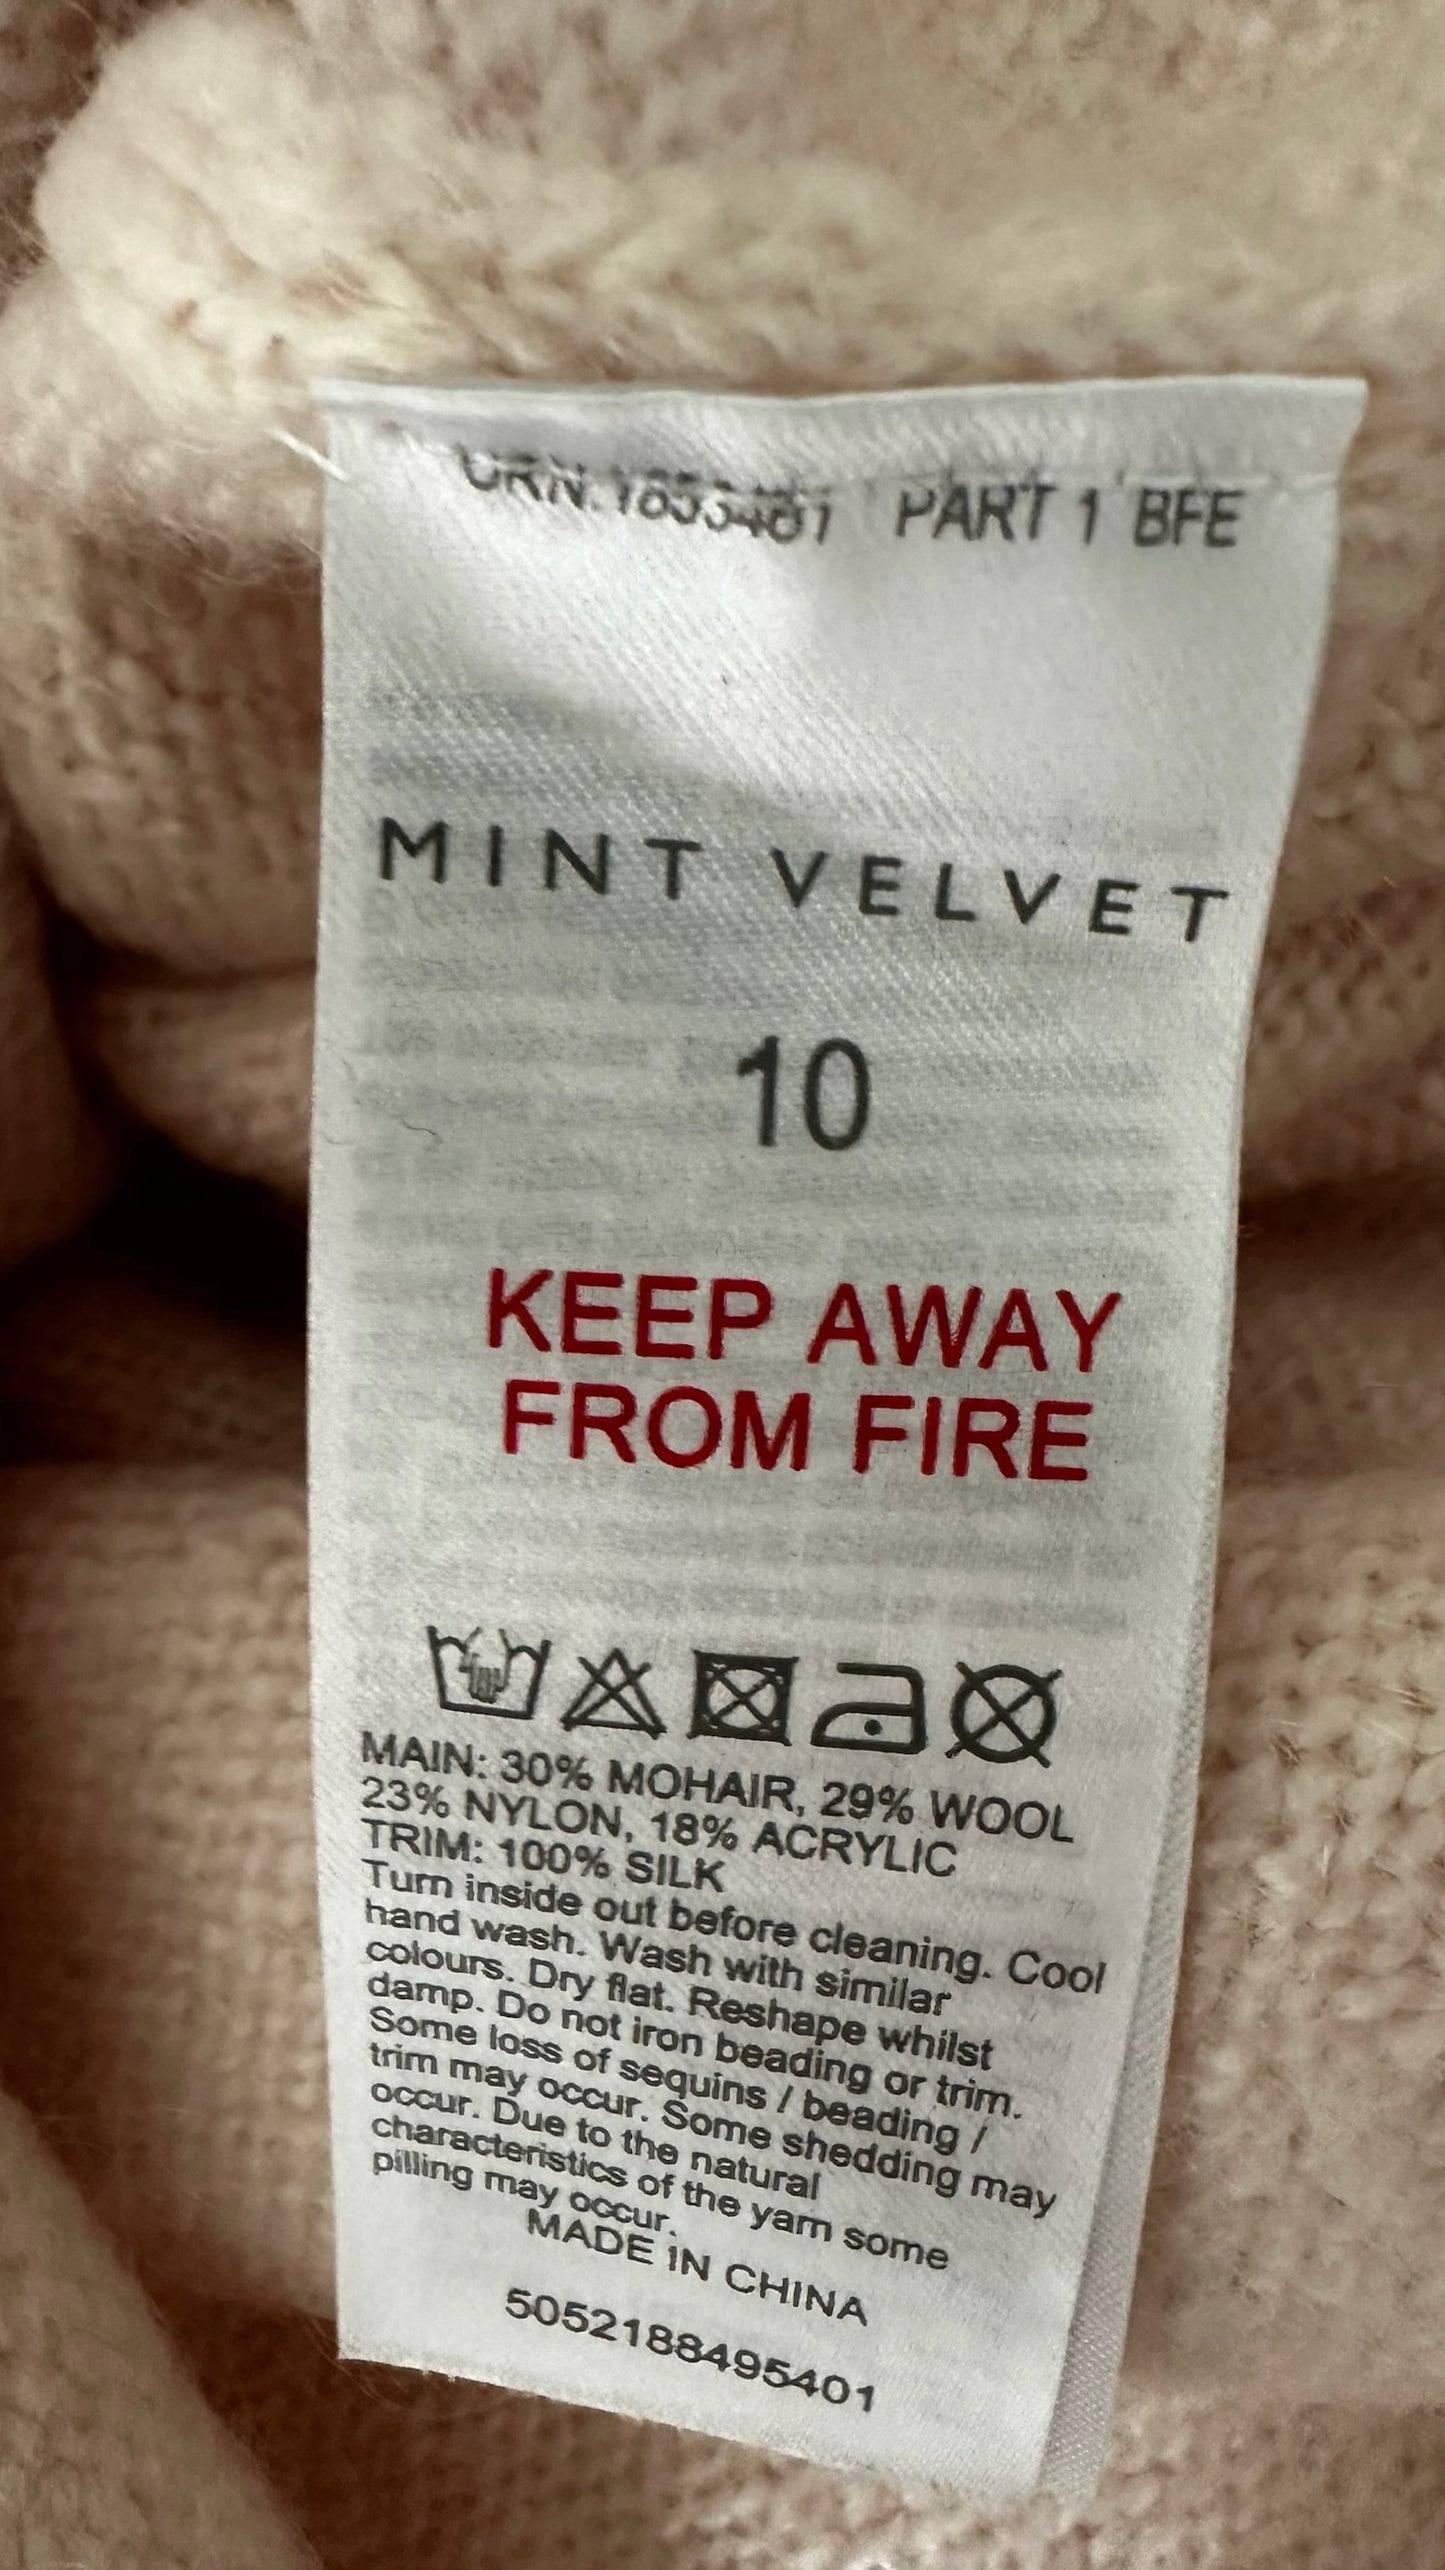 PART 1 BFE
MINT VELVET
10
KEEP AWAY
FROM FIRE
MAIN: 30% MOHAIR, 29% WOOL
23% NYLON, 18% ACRYLIC
TRIM: 100% SILK
Turn inside out before cleaning. Cool
hand wash. Wash with similar
colours. Dry flat. Reshape whilst
damp. Do not iron beading or trim.
Some loss of sequins / beading /
trim may occur. Some shedding may
occur. Due to the natural
characteristics of the yarn some
pilling may occur.
MADE IN CHINA
5052188495401